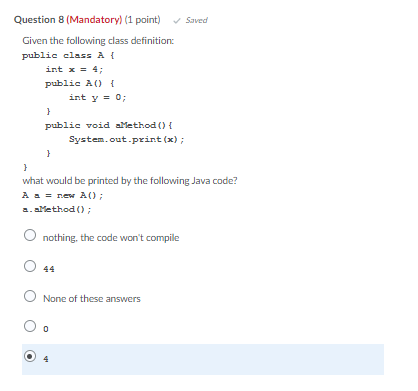 Question 8 (Mandatory) (1 point) ✓ Saved
Given the following class definition:
public class A {
int x = 4;
public A() {
int y = 0;
}
public void aMethod(){
System.out.print(x);
}
}
what would be printed by the following Java code?
A a = new A();
a.aMethod();
nothing, the code won't compile
44
None of these answers
0
4